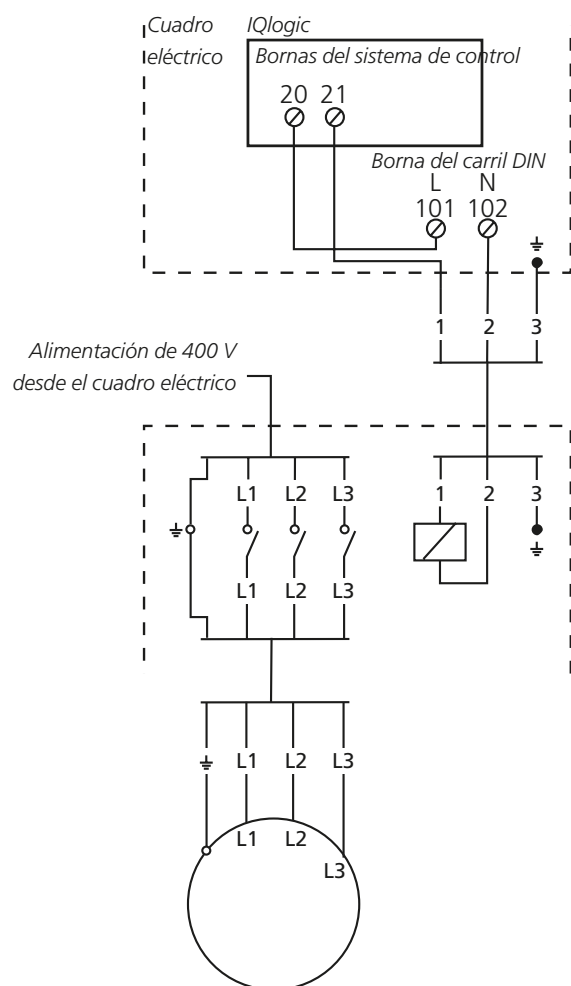 Cuadro
eléctrico
IQlogic
Bornas del sistema de control
20 21
Borna del carril DIN
L N
101 102
1 2 3
Alimentación de 400 V
desde el cuadro eléctrico
L1 L2 L3 1 2 3
L1 L2 L3
L1 L2 L3
L1 L2
L3